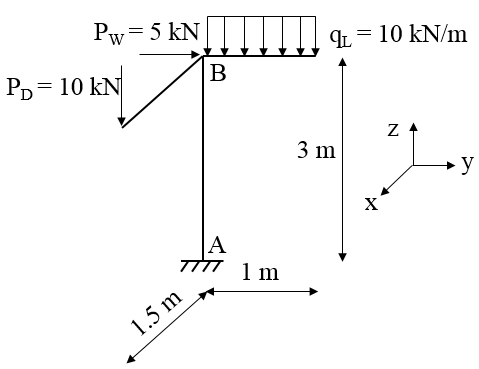 P_W = 5 kN
q_L = 10 kN/m
P_D = 10 kN
B
3 m
z
y
x
A
1 m
1.5 m